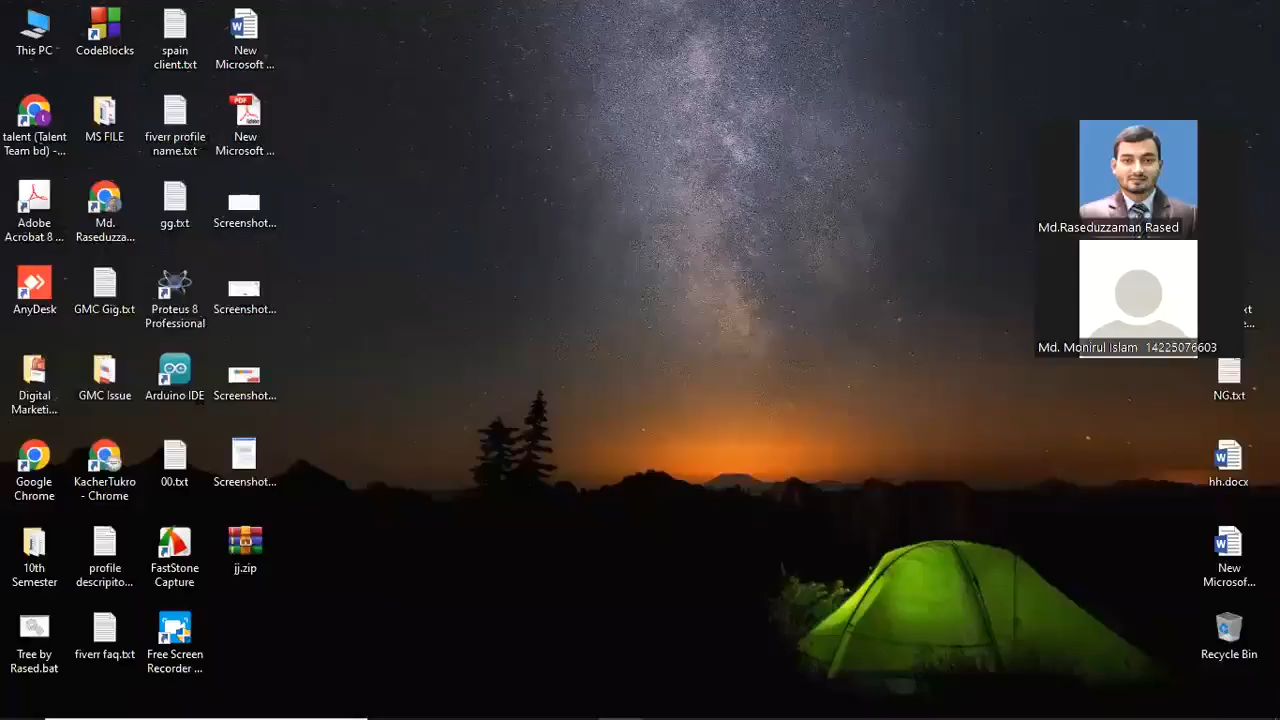 This PC
CodeBlocks
spain
client.txt
New
Microsoft ...
talent (Talent
Team bd) -...
MS FILE
fiverr profile
name.txt
New
Microsoft ...
Adobe
Acrobat 8 ...
Md.
Raseduzza...
gg.txt
Screenshot...
AnyDesk
GMC Gig.txt
Proteus 8
Professional
Screenshot...
Digital
Marketi...
GMC Issue
Arduino IDE
Screenshot...
Google
Chrome
KacherTukro
- Chrome
00.txt
Screenshot...
10th
Semester
profile
descripito...
FastStone
Capture
jj.zip
Tree by
Rased.bat
fiverr faq.txt
Free Screen
Recorder ...
Md.Raseduzzaman Rased
Md. Monirul Islam 14225076603
xt
...
NG.txt
hh.docx
New
Microsof...
Recycle Bin
PDF
Adobe